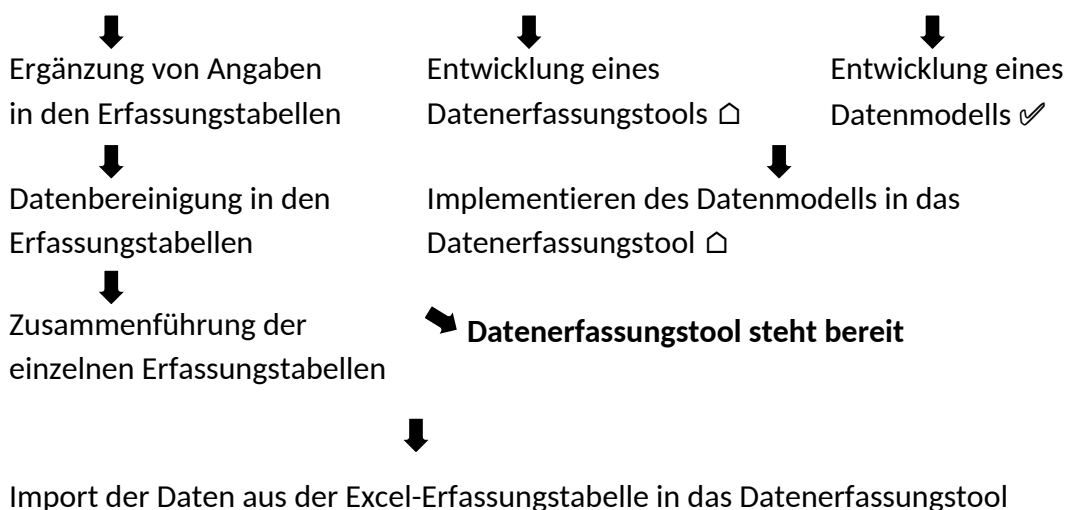 Ergänzung von Angaben
in den Erfassungstabellen
Entwicklung eines
Datenerfassungstools ⌂
Entwicklung eines
Datenmodells ✅
Datenbereinigung in den
Erfassungstabellen
Implementieren des Datenmodells in das
Datenerfassungstool ⌂
Zusammenführung der
einzelnen Erfassungstabellen
Datenerfassungstool steht bereit
Import der Daten aus der Excel-Erfassungstabelle in das Datenerfassungstool